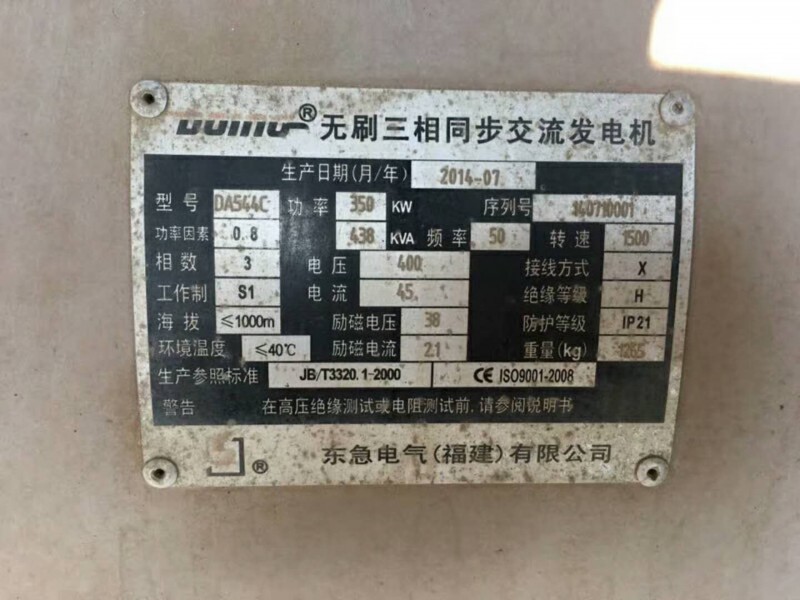 ® 无刷三相同步交流发电机
生产日期(月/年) 2014-07
型号 DA544C 功率 350 KW 序列号 140710001
功率因素 0.8 438 KVA 频率 50 转速 1500
相数 3 电压 400 接线方式 X
工作制 S1 电流 45 绝缘等级 H
海拔 ≤1000m 励磁电压 38 防护等级 IP21
环境温度 ≤40℃ 励磁电流 21 重量(kg)
生产参照标准 JB/T3320.1-2000 CE ISO9001-2008
警告 在高压绝缘测试或电阻测试前,请参阅说明书
® 东急电气(福建)有限公司